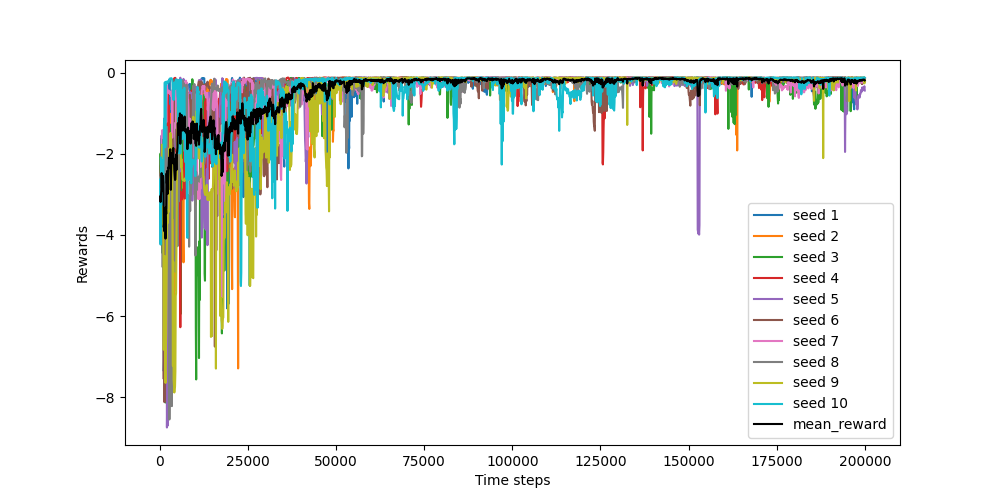 0
−2
−4
−6
−8
Rewards
0
25000
50000
75000
100000
125000
150000
175000
200000
Time steps
seed 1
seed 2
seed 3
seed 4
seed 5
seed 6
seed 7
seed 8
seed 9
seed 10
mean_reward